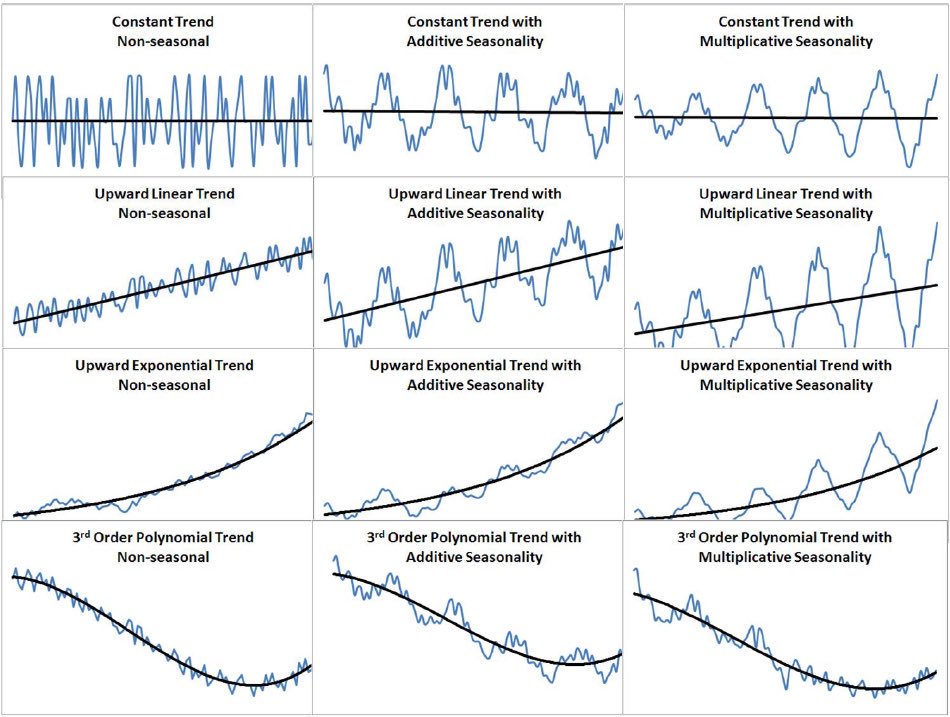 Constant Trend
Non-seasonal
Constant Trend with
Additive Seasonality
Constant Trend with
Multiplicative Seasonality
Upward Linear Trend
Non-seasonal
Upward Linear Trend with
Additive Seasonality
Upward Linear Trend with
Multiplicative Seasonality
Upward Exponential Trend
Non-seasonal
Upward Exponential Trend with
Additive Seasonality
Upward Exponential Trend with
Multiplicative Seasonality
3rd Order Polynomial Trend
Non-seasonal
3rd Order Polynomial Trend with
Additive Seasonality
3rd Order Polynomial Trend with
Multiplicative Seasonality